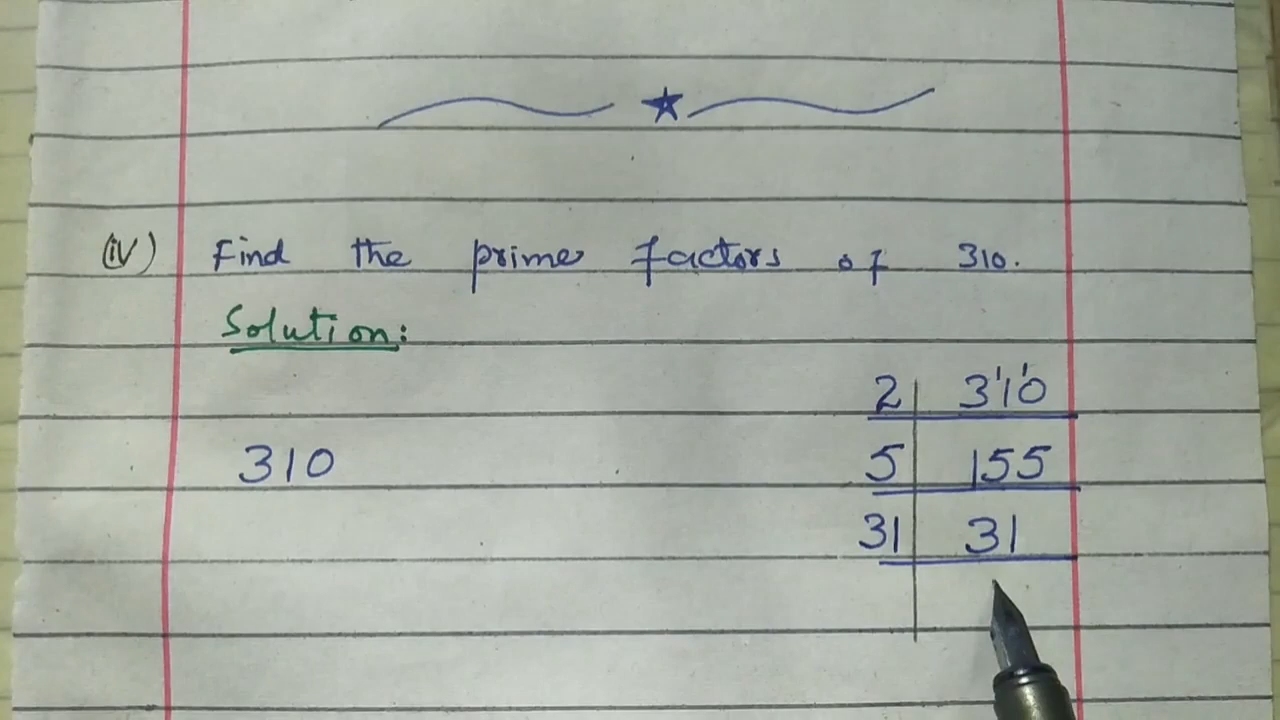 (iv) Find the prime factors of 310.
Solution:
2 310
310 5 155
31 31